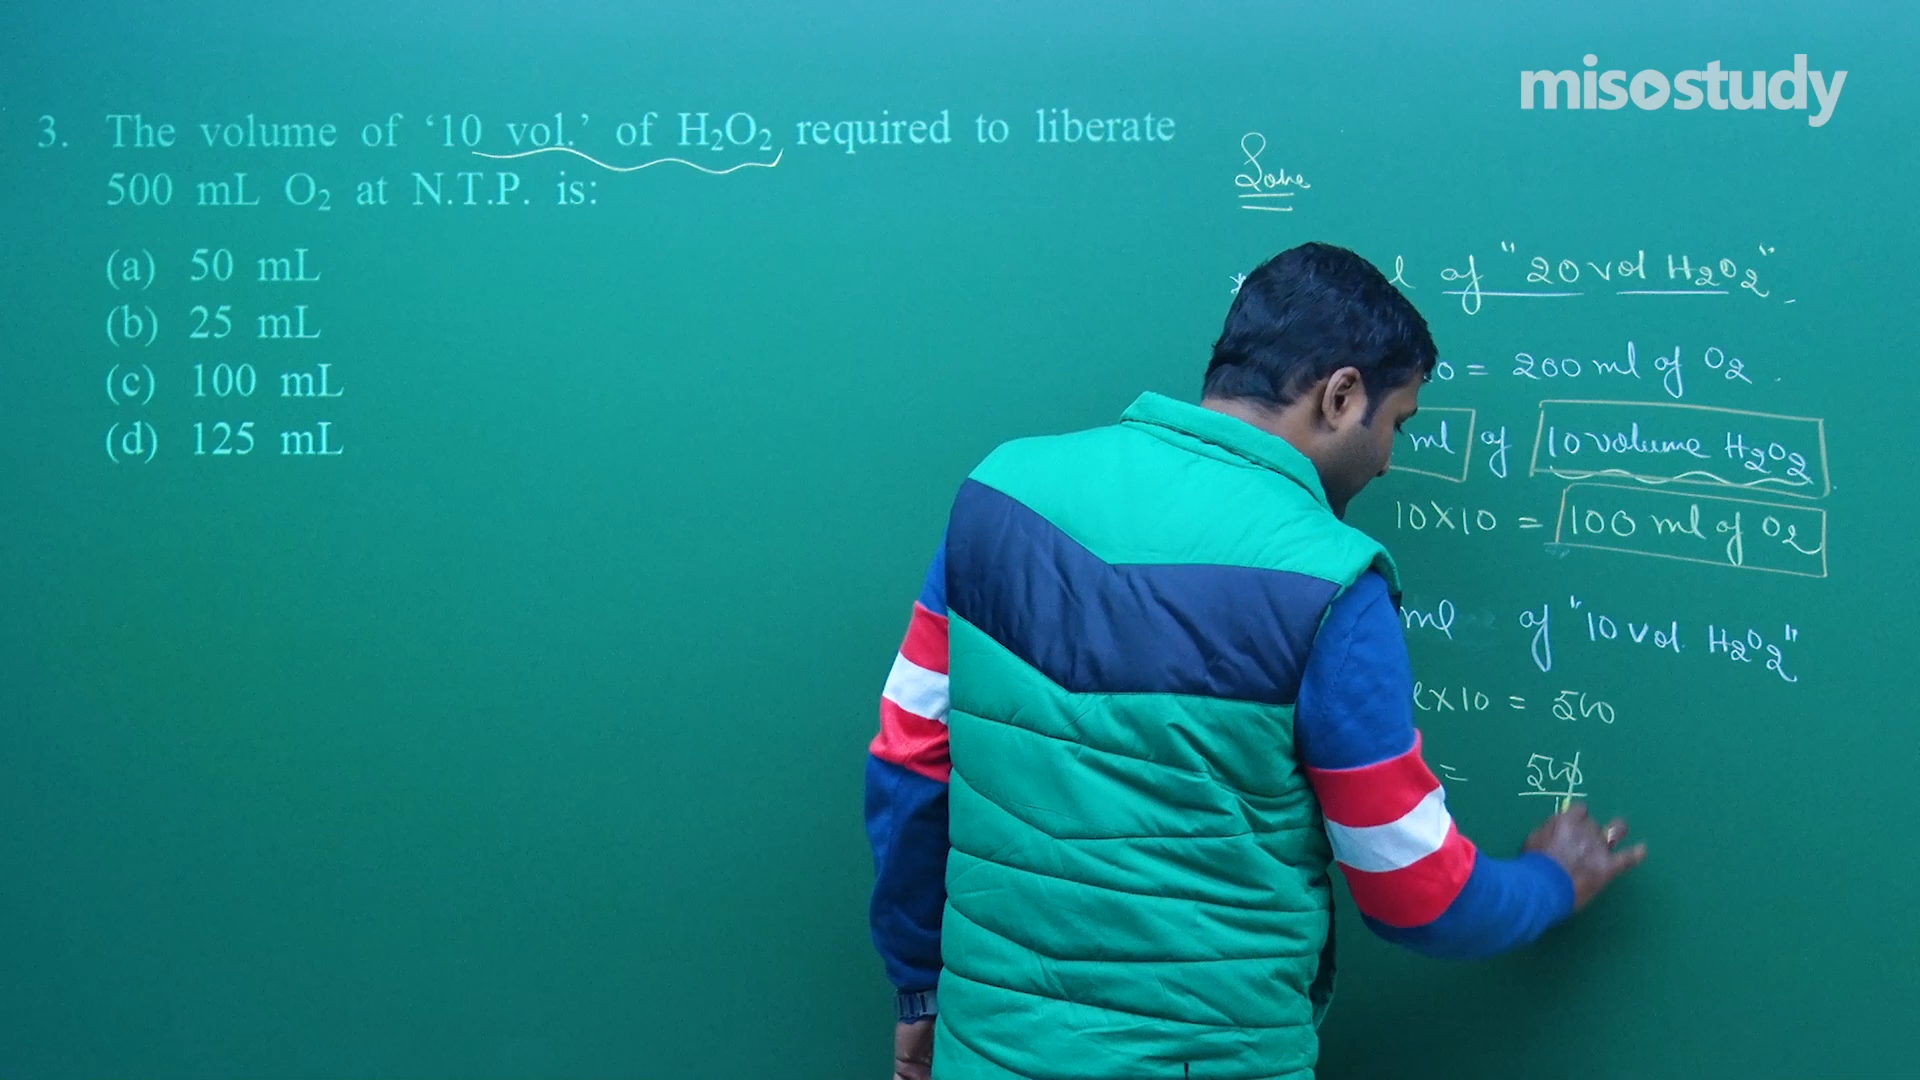 misostudy
3. The volume of ‘10 vol.’ of H₂O₂ required to liberate
500 mL O₂ at N.T.P. is:
(a) 50 mL
(b) 25 mL
(c) 100 mL
(d) 125 mL
of "20 vol H₂O₂"
0 = 200 ml of O₂
ml of 10 volume H₂O₂
10×10 = 100 ml of O₂
ml of "10 vol. H₂O₂"
×10 = 500
= 500